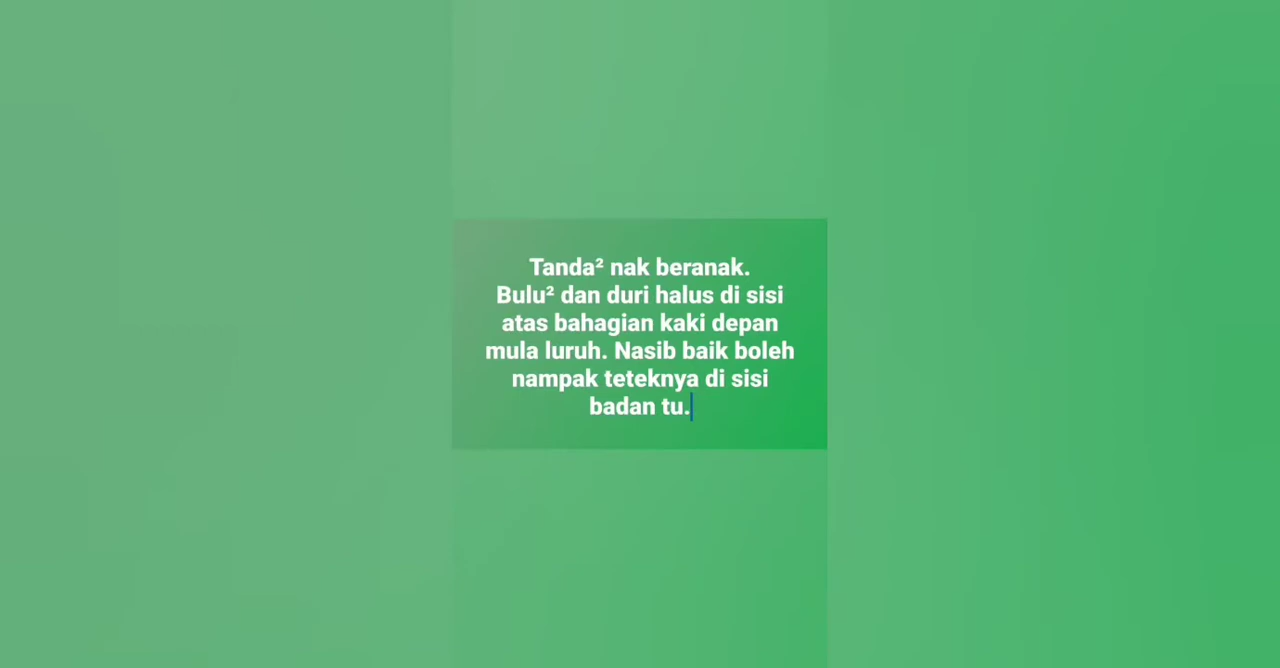 Tanda² nak beranak.
Bulu² dan duri halus di sisi
atas bahagian kaki depan
mula luruh. Nasib baik boleh
nampak teteknya di sisi
badan tu.